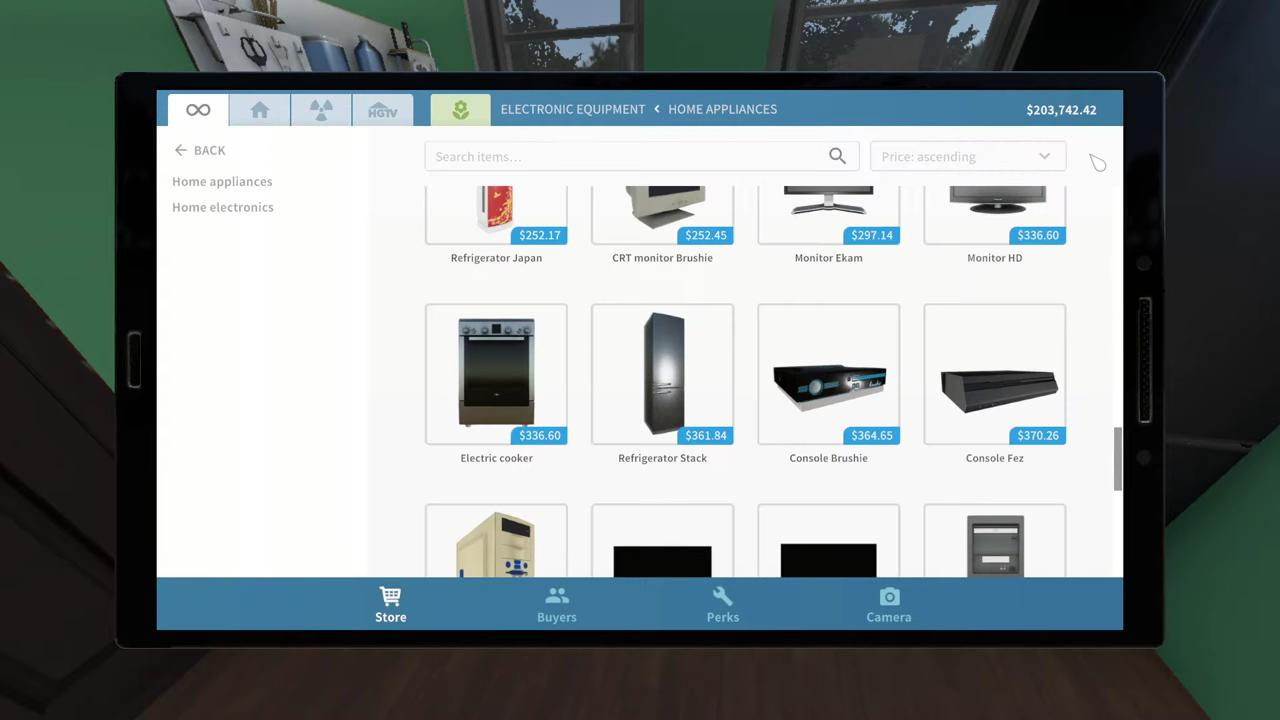 HGTV
ELECTRONIC EQUIPMENT < HOME APPLIANCES
$203,742.42
BACK
Search items...
Price: ascending
Home appliances
Home electronics
$252.17
$252.45
$297.14
$336.60
Refrigerator Japan
CRT monitor Brushie
Monitor Ekam
Monitor HD
$336.60
$361.84
$364.65
$370.26
Electric cooker
Refrigerator Stack
Console Brushie
Console Fez
Store
Buyers
Perks
Camera